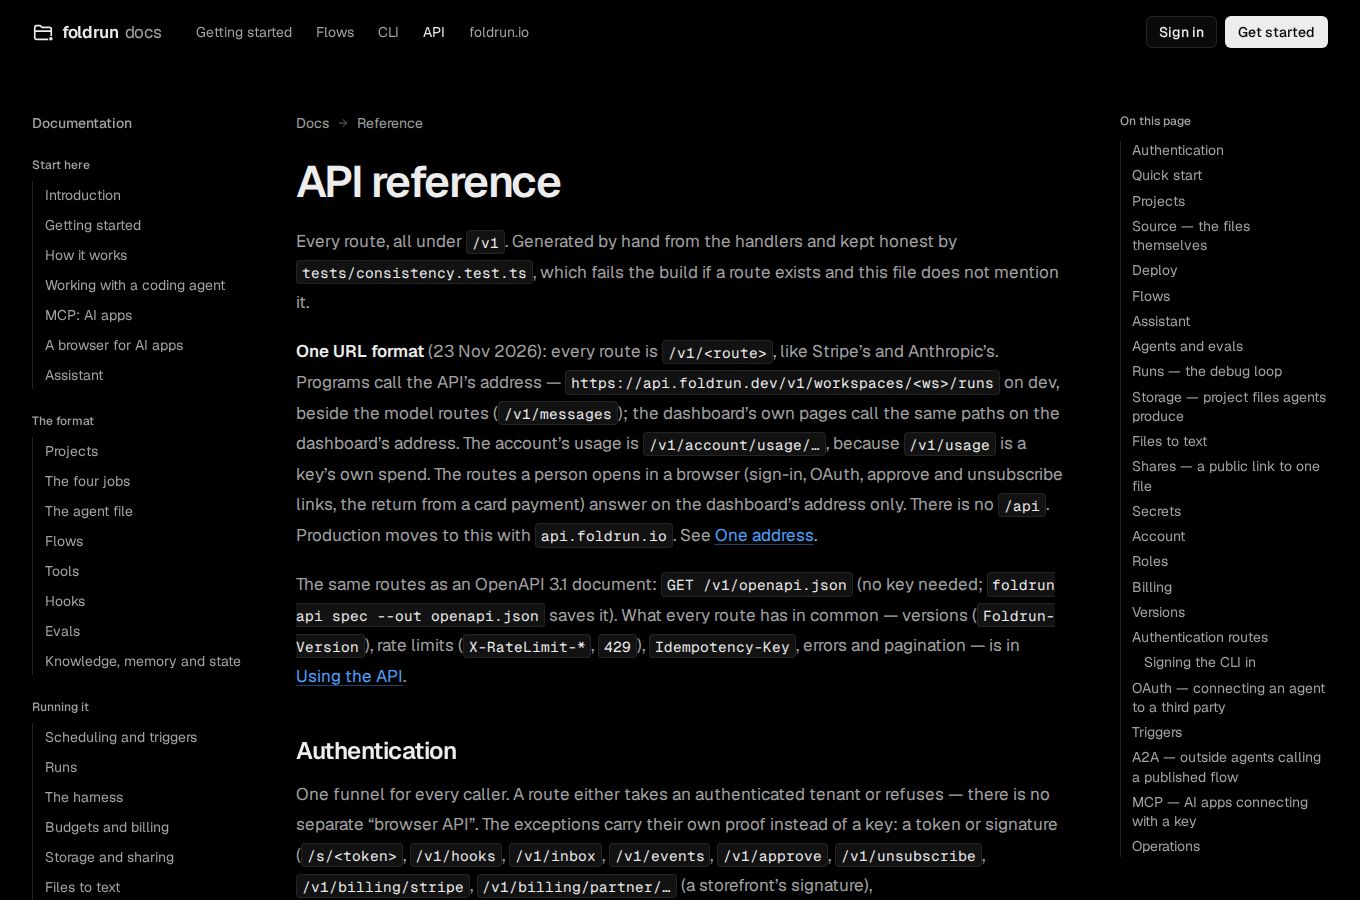 foldrun docs
Getting started
Flows
CLI
API
foldrun.io
Sign in
Get started
Documentation
Start here
Introduction
Getting started
How it works
Working with a coding agent
MCP: AI apps
A browser for AI apps
Assistant
The format
Projects
The four jobs
The agent file
Flows
Tools
Hooks
Evals
Knowledge, memory and state
Running it
Scheduling and triggers
Runs
The harness
Budgets and billing
Storage and sharing
Files to text
Docs → Reference
API reference
Every route, all under /v1. Generated by hand from the handlers and kept honest by
tests/consistency.test.ts, which fails the build if a route exists and this file does not mention
it.
One URL format (23 Nov 2026): every route is /v1/<route>, like Stripe’s and Anthropic’s.
Programs call the API’s address — https://api.foldrun.dev/v1/workspaces/<ws>/runs on dev,
beside the model routes (/v1/messages); the dashboard’s own pages call the same paths on the
dashboard’s address. The account’s usage is /v1/account/usage/…, because /v1/usage is a
key’s own spend. The routes a person opens in a browser (sign-in, OAuth, approve and unsubscribe
links, the return from a card payment) answer on the dashboard’s address only. There is no /api.
Production moves to this with api.foldrun.io. See One address.
The same routes as an OpenAPI 3.1 document: GET /v1/openapi.json (no key needed; foldrun
api spec --out openapi.json saves it). What every route has in common — versions (Foldrun-
Version), rate limits (X-RateLimit-*, 429), Idempotency-Key, errors and pagination — is in
Using the API.
Authentication
One funnel for every caller. A route either takes an authenticated tenant or refuses — there is no
separate “browser API”. The exceptions carry their own proof instead of a key: a token or signature
(/s/<token>, /v1/hooks, /v1/inbox, /v1/events, /v1/approve, /v1/unsubscribe,
/v1/billing/stripe, /v1/billing/partner/… (a storefront’s signature),
On this page
Authentication
Quick start
Projects
Source — the files
themselves
Deploy
Flows
Assistant
Agents and evals
Runs — the debug loop
Storage — project files agents
produce
Files to text
Shares — a public link to one
file
Secrets
Account
Roles
Billing
Versions
Authentication routes
Signing the CLI in
OAuth — connecting an agent
to a third party
Triggers
A2A — outside agents calling
a published flow
MCP — AI apps connecting
with a key
Operations